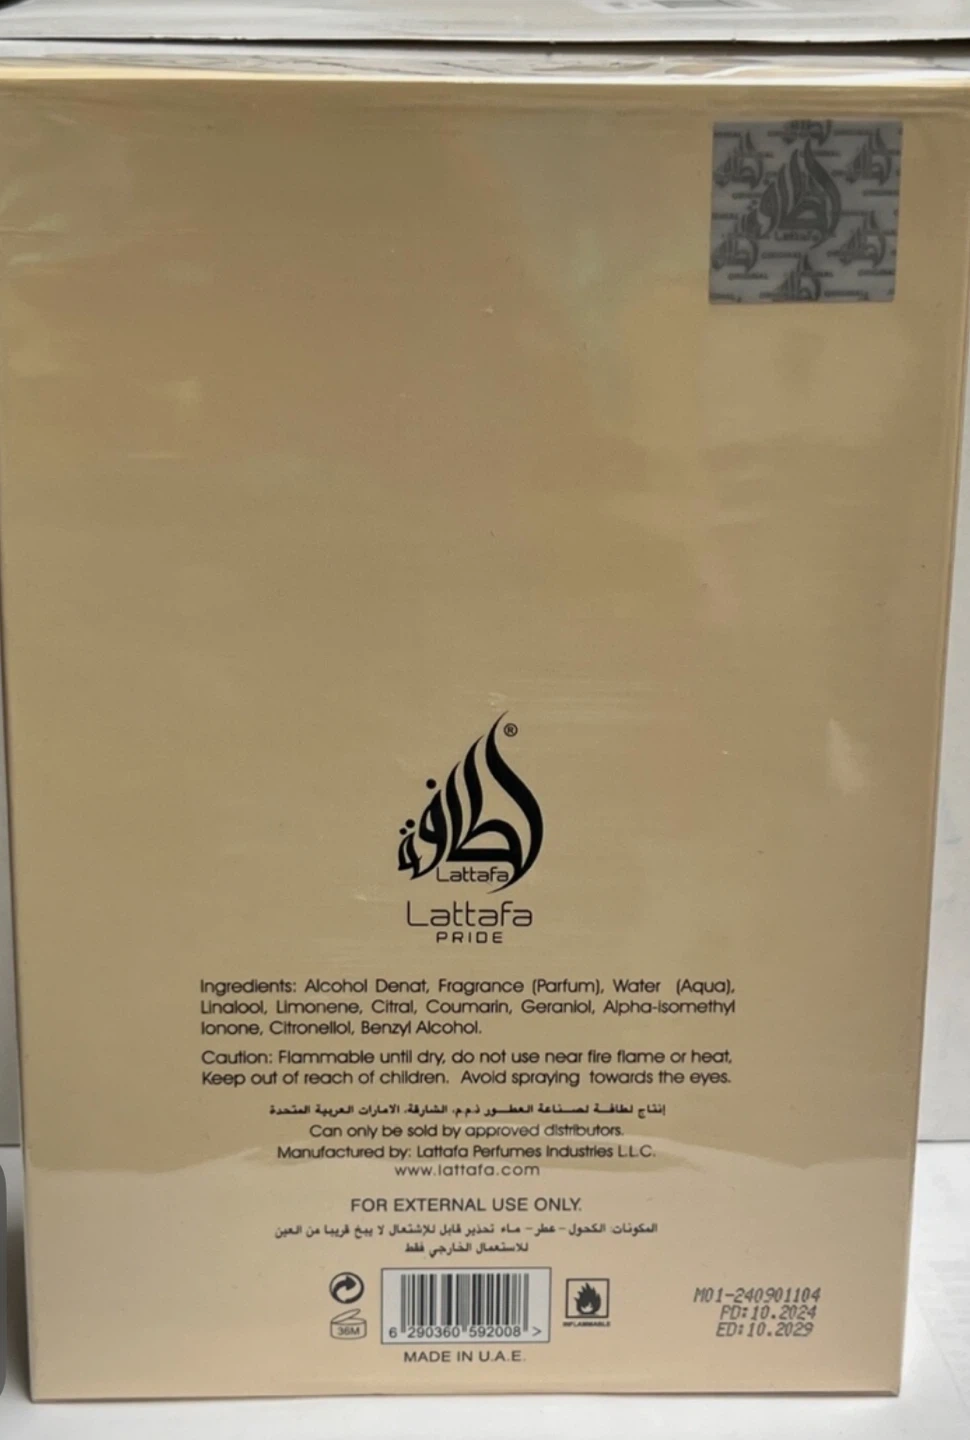 لطافة
Lattafa
ORIGINAL
®
لطافة
Lattafa
Lattafa
PRIDE
Ingredients: Alcohol Denat, Fragrance (Parfum), Water (Aqua),
Linalool, Limonene, Citral, Coumarin, Geraniol, Alpha-isomethyl
Ionone, Citronellol, Benzyl Alcohol.
Caution: Flammable until dry, do not use near fire flame or heat,
Keep out of reach of children. Avoid spraying towards the eyes.
إنتاج لطافة لصناعة العطور ذ.م.م، الشارقة، الامارات العربية المتحدة
Can only be sold by approved distributors.
Manufactured by: Lattafa Perfumes Industries L.L.C.
www.lattafa.com
FOR EXTERNAL USE ONLY.
المكونات: الكحول - عطر - ماء تحذير قابل للإشتعال لا يبخ قريبا من العين
للاستعمال الخارجي فقط
36M
6 290360 592008 >
INFLAMMABLE
M01-240901104
PD:10.2024
ED:10.2029
MADE IN U.A.E.